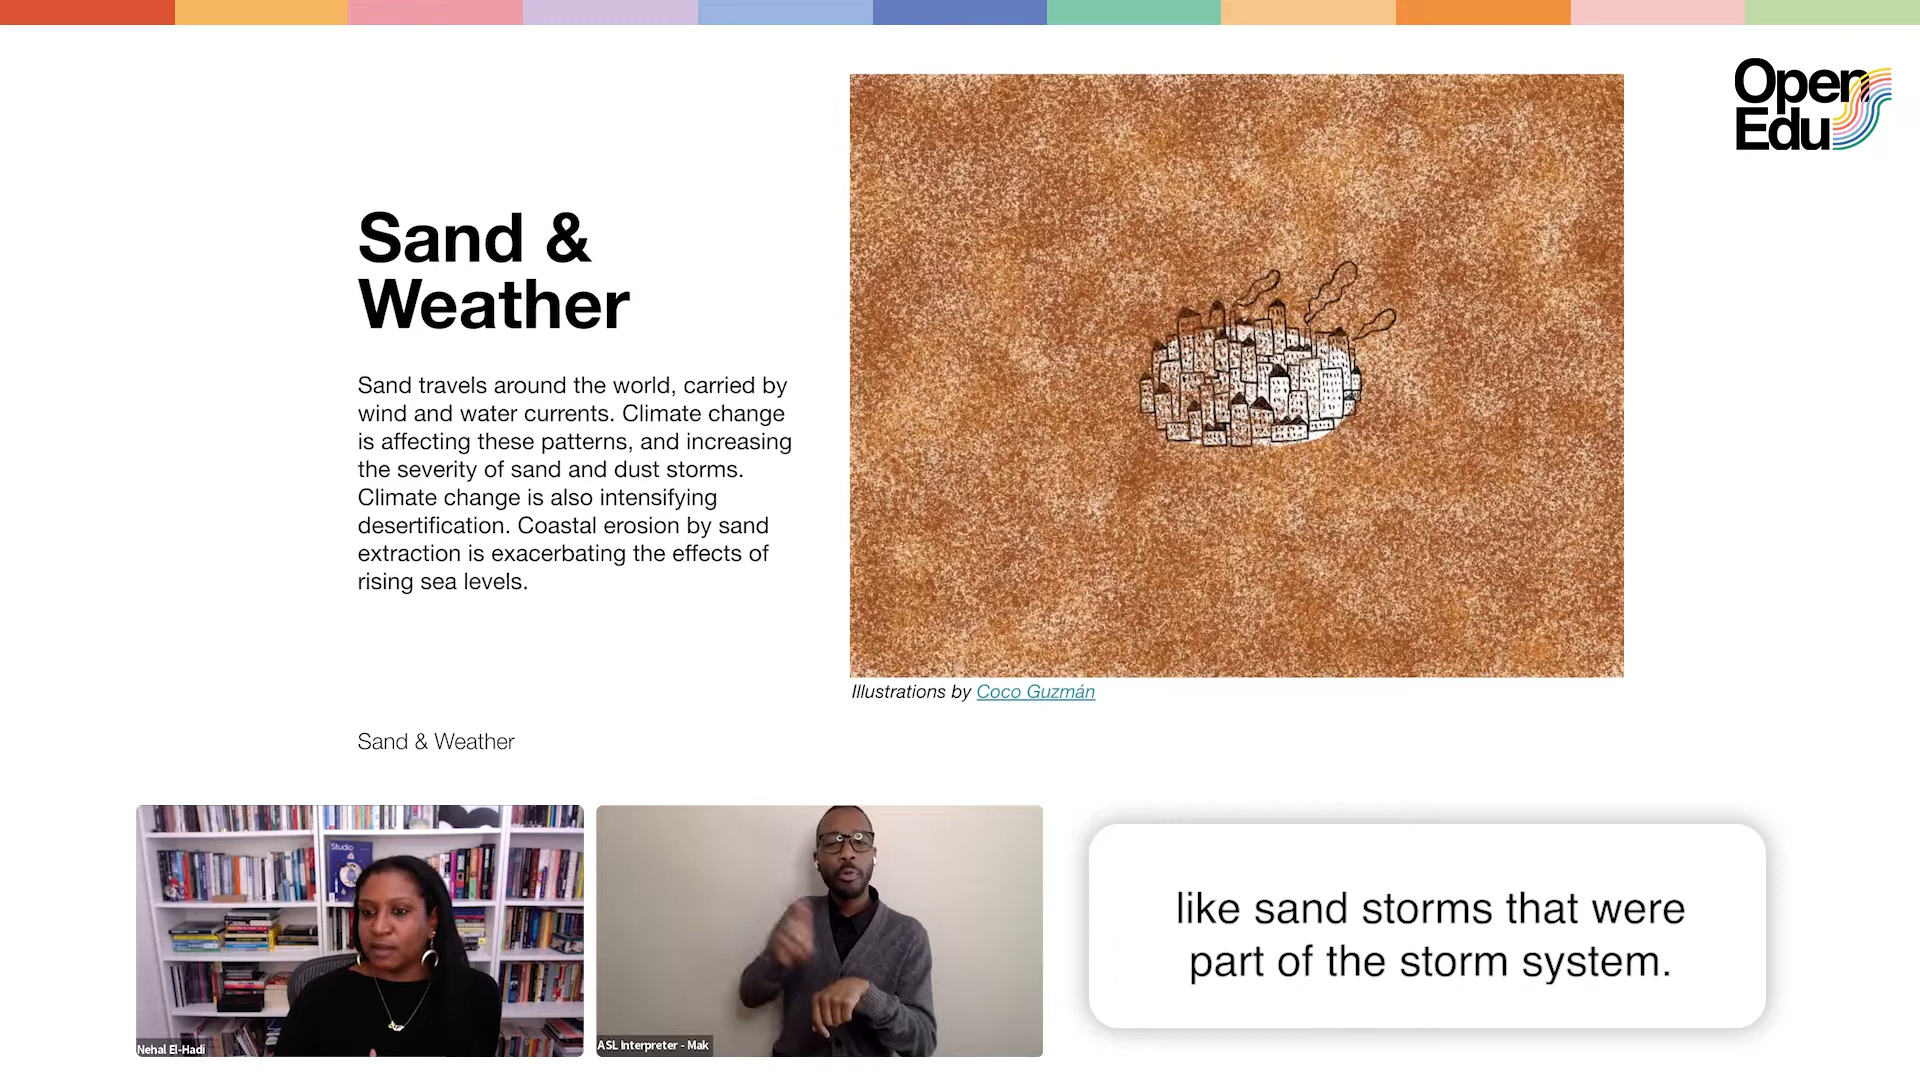 Open
Edu
Sand &
Weather
Sand travels around the world, carried by
wind and water currents. Climate change
is affecting these patterns, and increasing
the severity of sand and dust storms.
Climate change is also intensifying
desertification. Coastal erosion by sand
extraction is exacerbating the effects of
rising sea levels.
Illustrations by Coco Guzmán
Sand & Weather
Studio
Nehal El-Hadi
ASL Interpreter - Mak
like sand storms that were
part of the storm system.